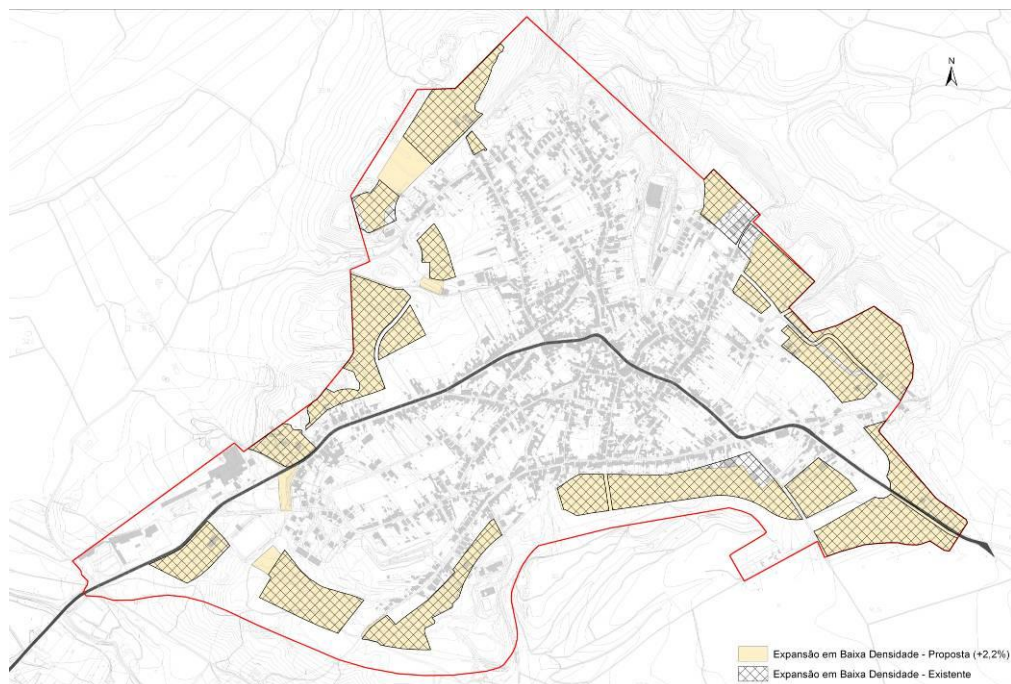 N
Expansão em Baixa Densidade - Proposta (+2,2%)
Expansão em Baixa Densidade - Existente